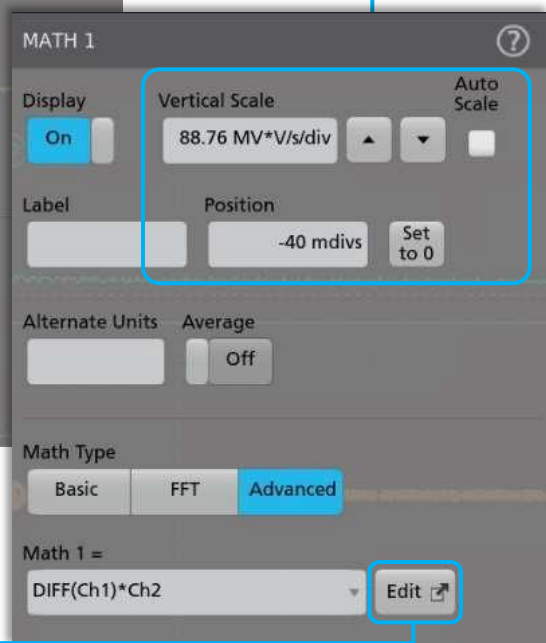 MATH 1 ?
Display Vertical Scale Auto Scale
On 88.76 MV*V/s/div
Label Position
-40 mdivs Set to 0
Alternate Units Average
Off
Math Type
Basic FFT Advanced
Math 1 =
DIFF(Ch1)*Ch2 Edit